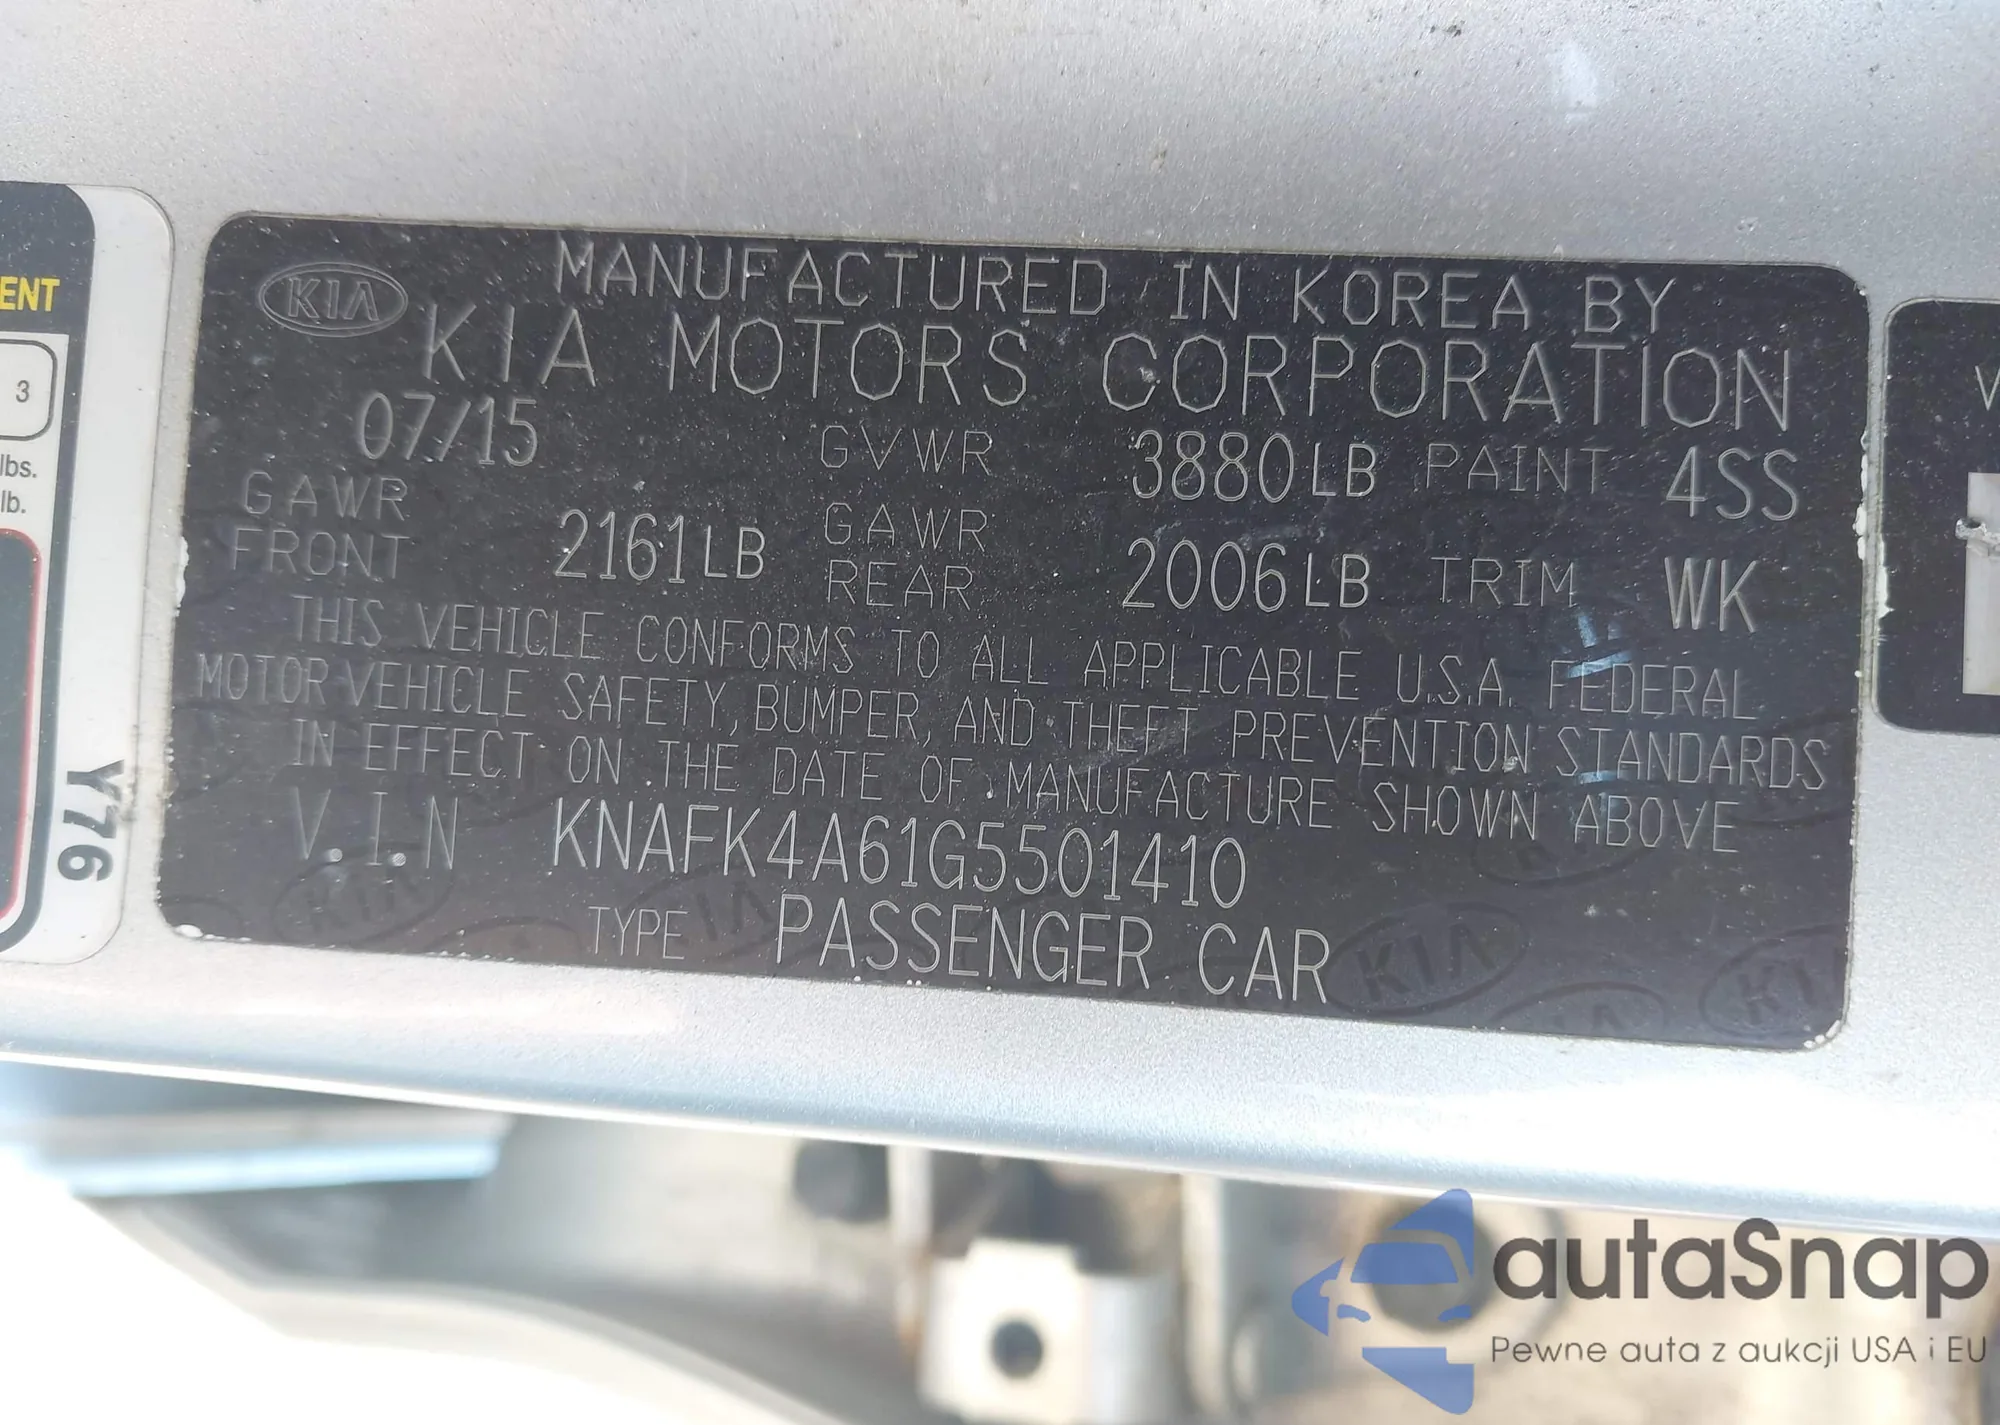 KIA
MANUFACTURED IN KOREA BY
KIA MOTORS CORPORATION
07/15 GVWR 3880LB PAINT 4SS
GAWR FRONT 2161LB GAWR REAR 2006LB TRIM WK
THIS VEHICLE CONFORMS TO ALL APPLICABLE U.S.A. FEDERAL
MOTOR VEHICLE SAFETY, BUMPER, AND THEFT PREVENTION STANDARDS
IN EFFECT ON THE DATE OF MANUFACTURE SHOWN ABOVE
V.I.N KNAFK4A61G5501410
TYPE PASSENGER CAR
KIA
KIA
ENT
3
lbs.
lb.
Y76
autaSnap
Pewne auta z aukcji USA i EU